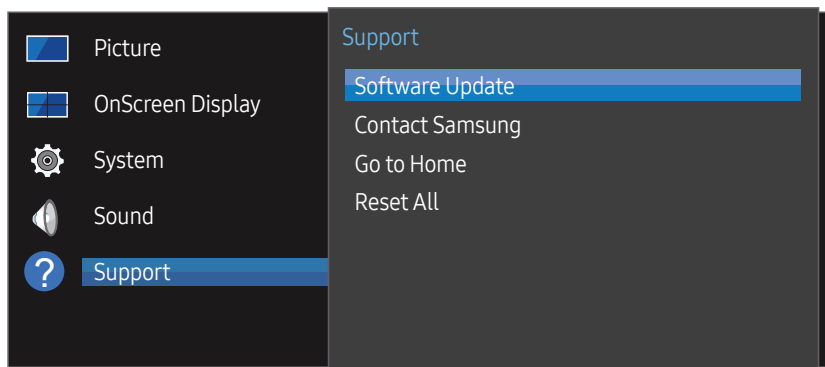 Picture
OnScreen Display
System
Sound
Support
Support
Software Update
Contact Samsung
Go to Home
Reset All